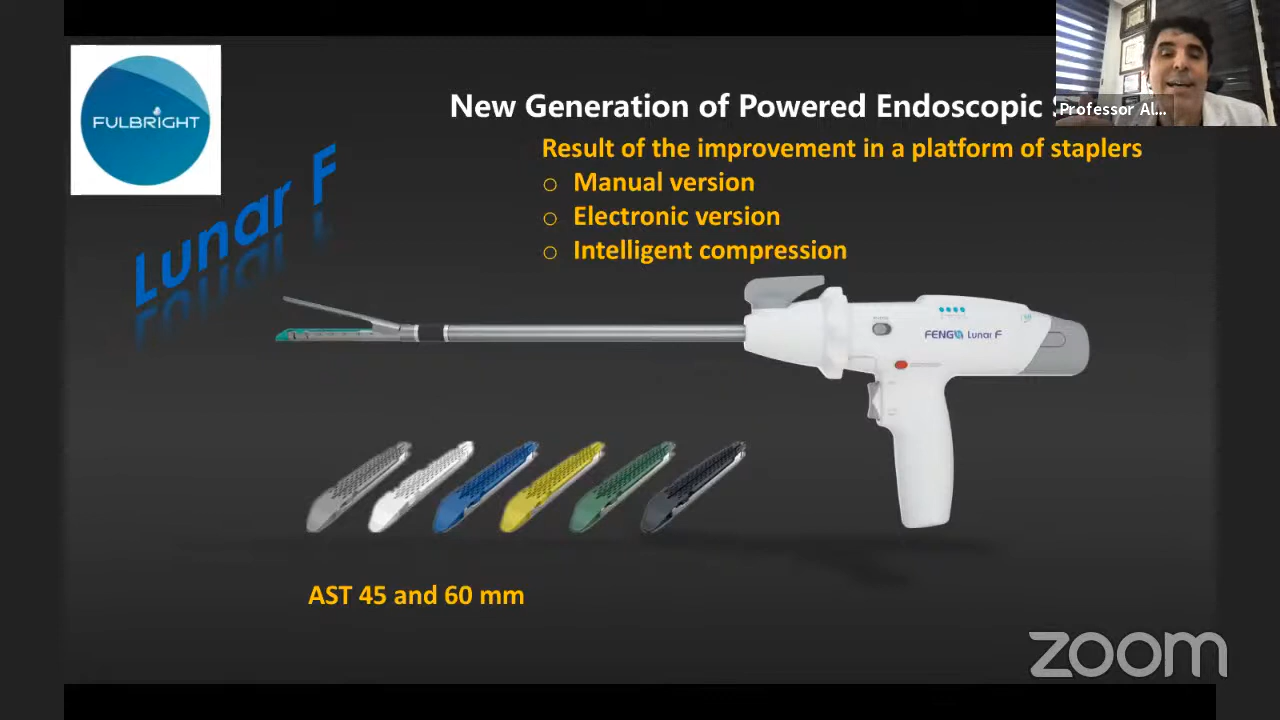 FULBRIGHT
New Generation of Powered Endoscopic
Professor Al...
Result of the improvement in a platform of staplers
Manual version
Electronic version
Intelligent compression
Lunar F
FENGH Lunar F
AST 45 and 60 mm
zoom